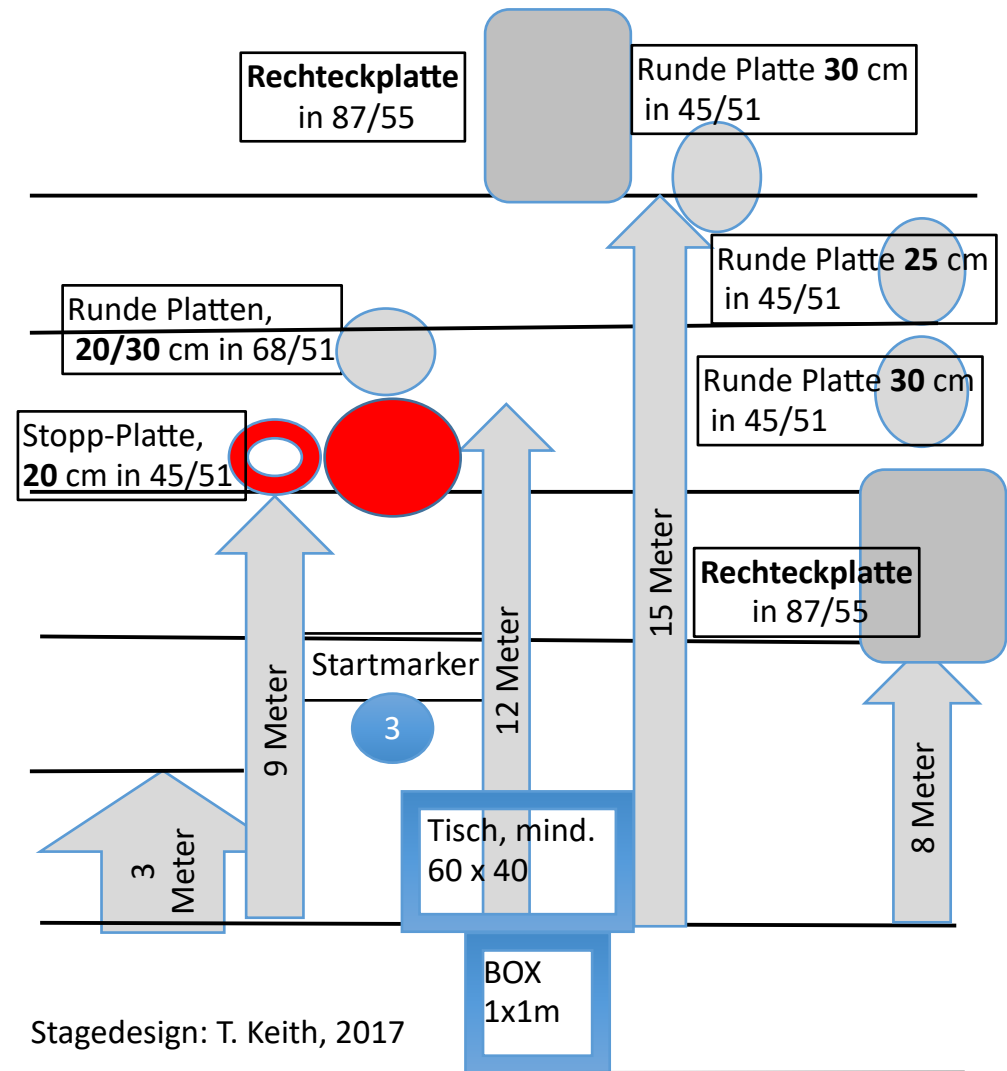 Rechteckplatte
in 87/55
Runde Platte 30 cm
in 45/51
Runde Platte 25 cm
in 45/51
Runde Platten,
20/30 cm in 68/51
Runde Platte 30 cm
in 45/51
Stopp-Platte,
20 cm in 45/51
Rechteckplatte
in 87/55
15 Meter
12 Meter
9 Meter
Startmarker
3
8 Meter
3
Meter
Tisch, mind.
60 x 40
BOX
1x1m
Stagedesign: T. Keith, 2017